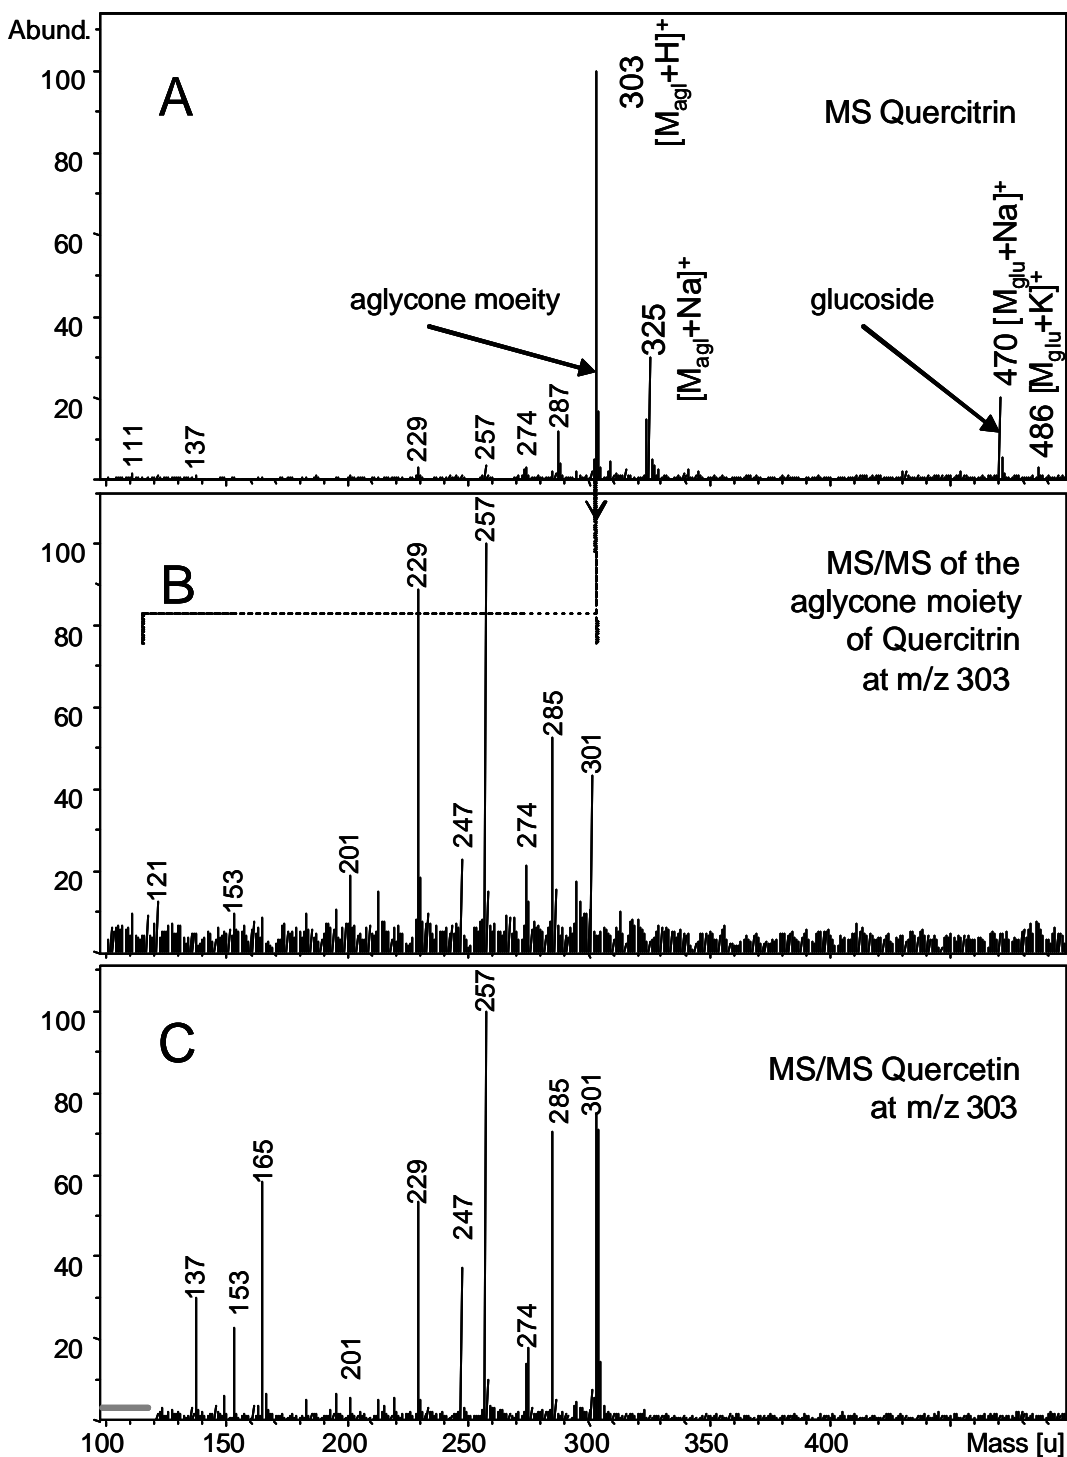 Abund.
100
80
60
40
20
A
MS Quercitrin
303
[Magl+H]+
aglycone moeity
325
[Magl+Na]+
glucoside
470 [Mglu+Na]+
486 [Mglu+K]+
111
137
229
257
274
287
100
80
60
40
20
B
MS/MS of the
aglycone moiety
of Quercitrin
at m/z 303
121
153
201
229
247
257
274
285
301
100
80
60
40
20
C
MS/MS Quercetin
at m/z 303
137
153
165
201
229
247
257
274
285
301
100
150
200
250
300
350
400
Mass [u]